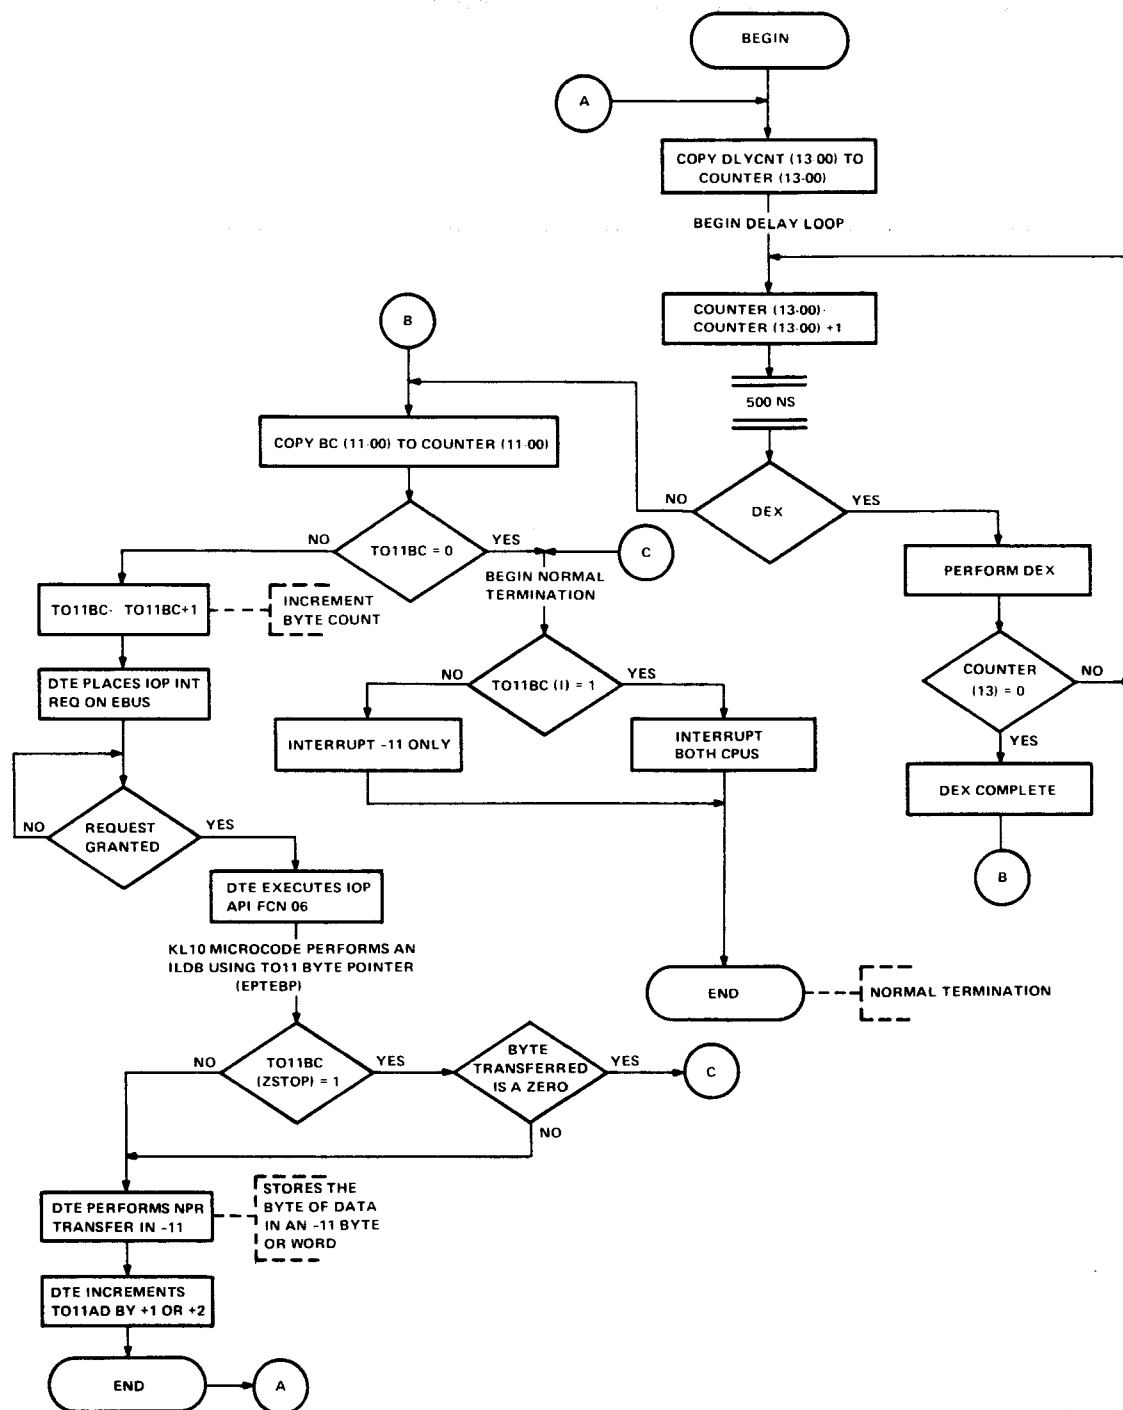 BEGIN
A
COPY DLYCNT (13-00) TO
COUNTER (13-00)
BEGIN DELAY LOOP
COUNTER (13-00)-
COUNTER (13-00) +1
500 NS
DEX
NO
YES
PERFORM DEX
COUNTER
(13) = 0
NO
YES
DEX COMPLETE
B
B
COPY BC (11-00) TO COUNTER (11-00)
TO11BC = 0
NO
YES
C
BEGIN NORMAL
TERMINATION
TO11BC- TO11BC+1
INCREMENT
BYTE COUNT
TO11BC (I) = 1
NO
YES
INTERRUPT -11 ONLY
INTERRUPT
BOTH CPUS
END
NORMAL TERMINATION
DTE PLACES IOP INT
REQ ON EBUS
REQUEST
GRANTED
NO
YES
DTE EXECUTES IOP
API FCN 06
KL10 MICROCODE PERFORMS AN
ILDB USING TO11 BYTE POINTER
(EPTEBP)
TO11BC
(ZSTOP) = 1
NO
YES
BYTE
TRANSFERRED
IS A ZERO
YES
C
NO
DTE PERFORMS NPR
TRANSFER IN -11
STORES THE
BYTE OF DATA
IN AN -11 BYTE
OR WORD
DTE INCREMENTS
TO11AD BY +1 OR +2
END
A